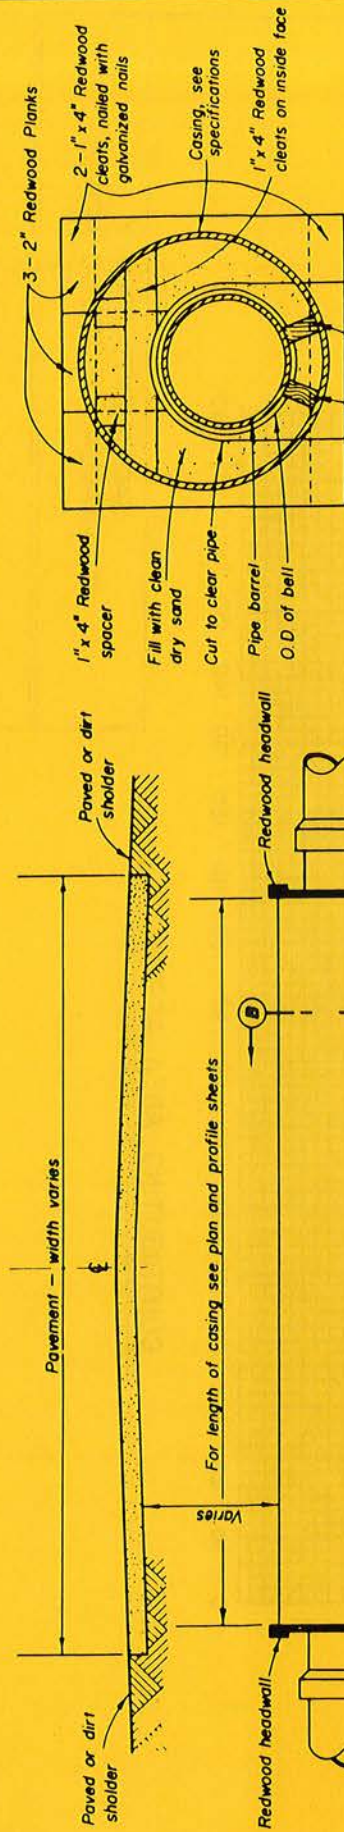 Paved or dirt
sholder
Pavement - width varies
℄
Paved or dirt
sholder
Varies
For length of casing see plan and profile sheets
Redwood headwall
Redwood headwall
B
3 - 2" Redwood Planks
2 - 1" x 4" Redwood
cleats, nailed with
galvanized nails
1" x 4" Redwood
spacer
Casing, see
specifications
Fill with clean
dry sand
1" x 4" Redwood
cleats on inside face
Cut to clear pipe
Pipe barrel
O.D of bell